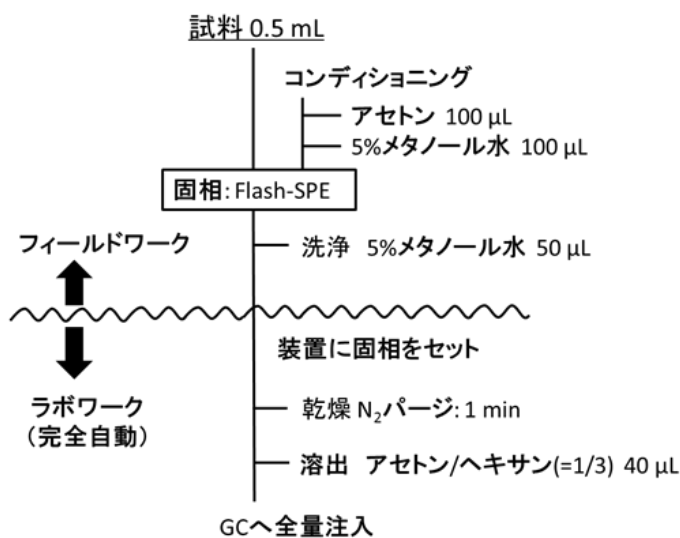 試料 0.5 mL
コンディショニング
アセトン 100 μL
5%メタノール水 100 μL
固相: Flash-SPE
フィールドワーク
洗浄 5%メタノール水 50 μL
装置に固相をセット
ラボワーク
（完全自動）
乾燥 N₂パージ: 1 min
溶出 アセトン/ヘキサン(=1/3) 40 μL
GCへ全量注入